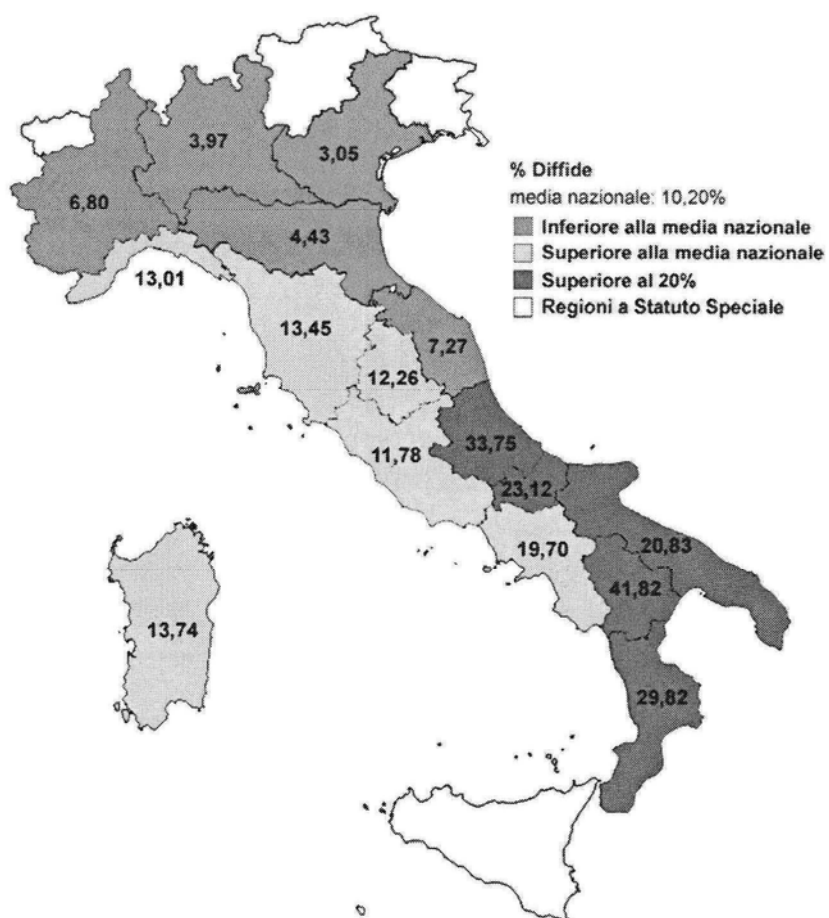 3,97
3,05
6,80
4,43
13,01
13,45
7,27
12,26
11,78
33,75
23,12
19,70
20,83
41,82
13,74
29,82
% Diffide
media nazionale: 10,20%
Inferiore alla media nazionale
Superiore alla media nazionale
Superiore al 20%
Regioni a Statuto Speciale